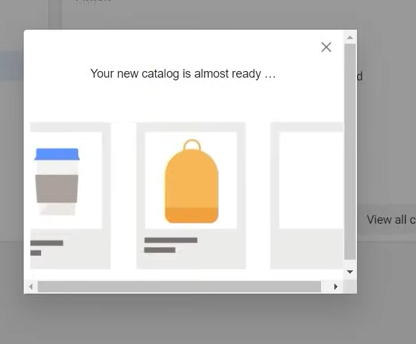 Your new catalog is almost ready …
d
View all c